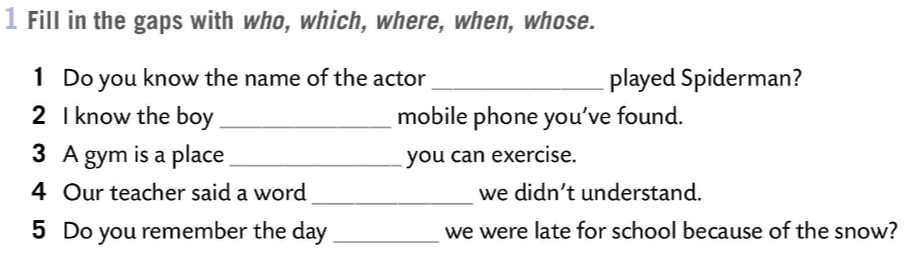 1 Fill in the gaps with who, which, where, when, whose.
1 Do you know the name of the actor ______________ played Spiderman?
2 I know the boy ______________ mobile phone you've found.
3 A gym is a place ______________ you can exercise.
4 Our teacher said a word _____________ we didn't understand.
5 Do you remember the day _________ we were late for school because of the snow?